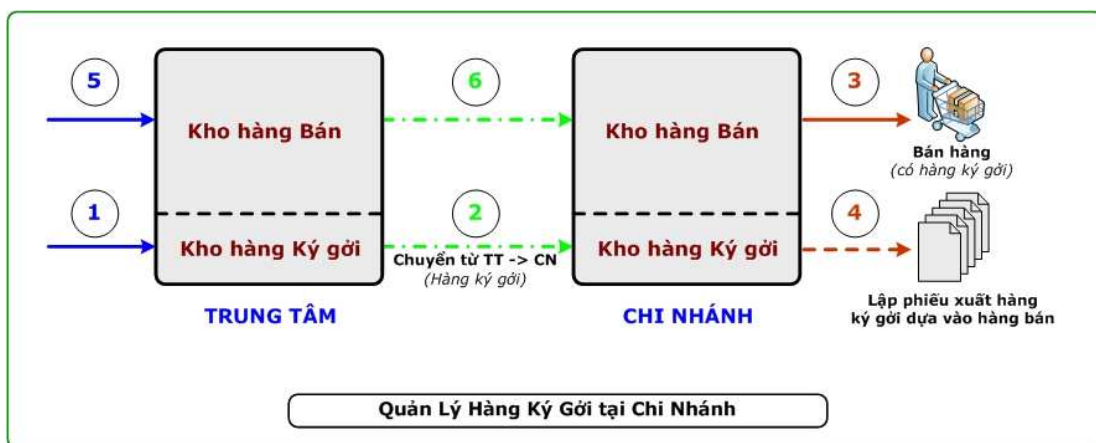 5
6
3
Kho hàng Bán
Kho hàng Bán
Bán hàng
(có hàng ký gởi)
1
2
4
Kho hàng Ký gởi
Kho hàng Ký gởi
Chuyển từ TT -> CN
(Hàng ký gởi)
TRUNG TÂM
CHI NHÁNH
Lập phiếu xuất hàng
ký gởi dựa vào hàng bán
Quản Lý Hàng Ký Gởi tại Chi Nhánh